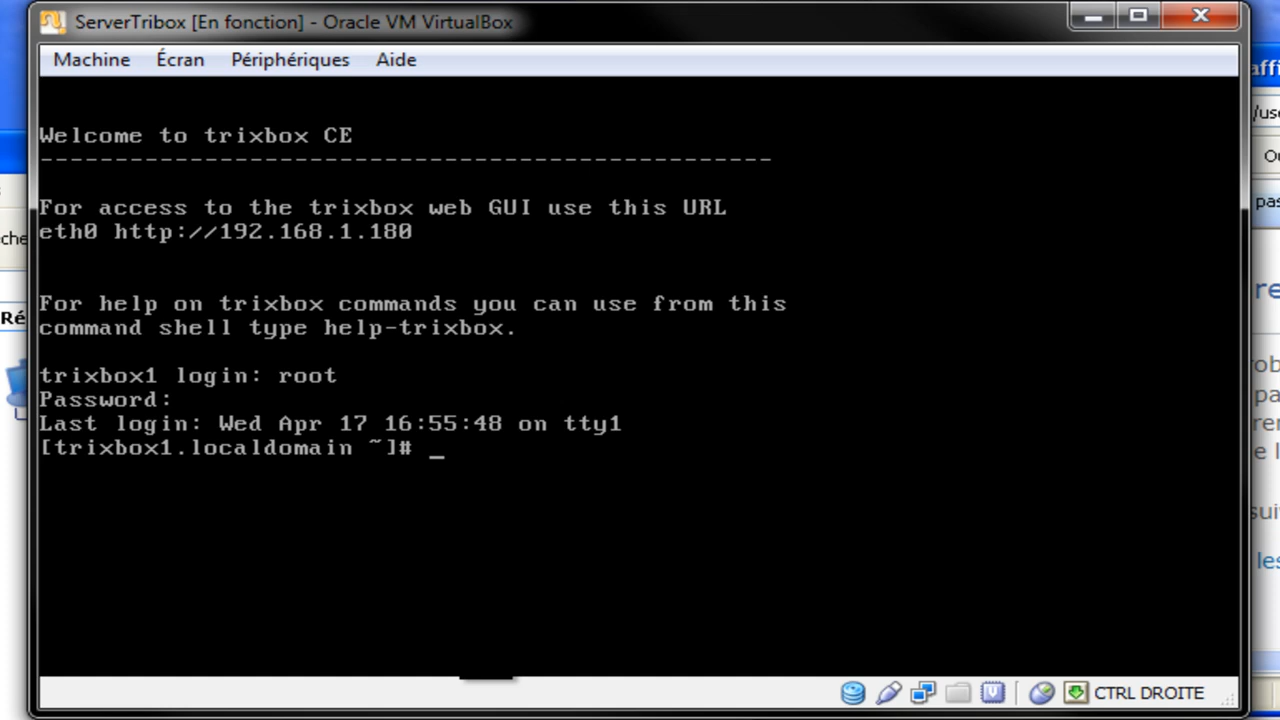 ServerTribox [En fonction] - Oracle VM VirtualBox
Machine Écran Périphériques Aide
Welcome to trixbox CE
-------------------------------------------------
For access to the trixbox web GUI use this URL
eth0 http://192.168.1.180
For help on trixbox commands you can use from this
command shell type help-trixbox.
trixbox1 login: root
Password:
Last login: Wed Apr 17 16:55:48 on tty1
[trixbox1.localdomain ~]# _
CTRL DROITE